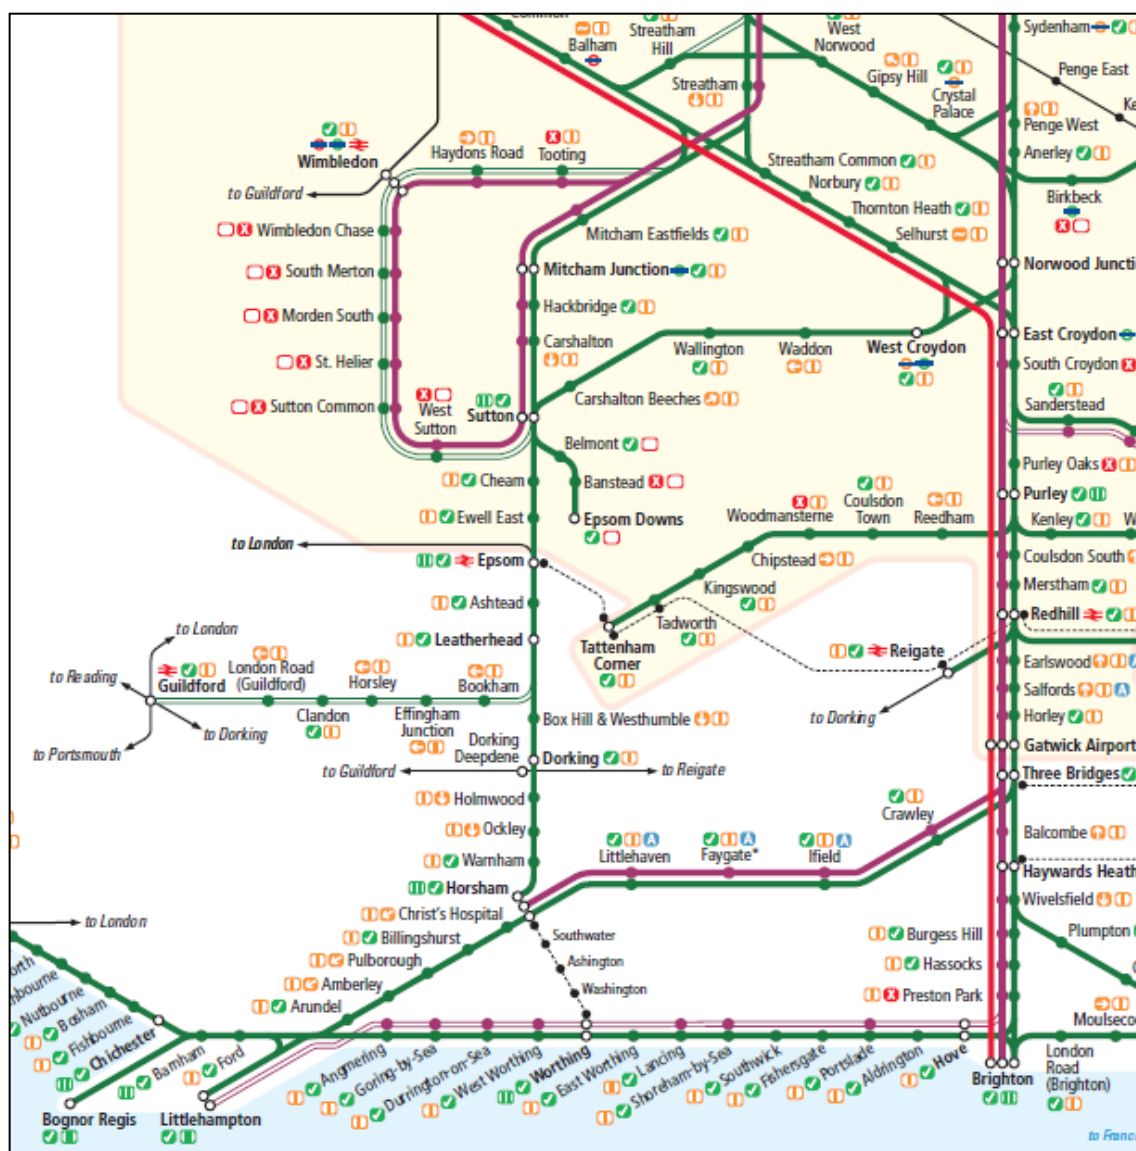 Balham
Streatham
Hill
West
Norwood
Sydenham
Streatham
Gipsy Hill
Crystal
Palace
Penge East
Penge West
Anerley
Wimbledon
Haydons Road
Tooting
to Guildford
Streatham Common
Norbury
Thornton Heath
Selhurst
Birkbeck
Wimbledon Chase
South Merton
Morden South
St. Helier
Sutton Common
West
Sutton
Mitcham Eastfields
Mitcham Junction
Hackbridge
Carshalton
Sutton
Wallington
Waddon
West Croydon
Carshalton Beeches
East Croydon
South Croydon
Sanderstead
Belmont
Banstead
Epsom Downs
Cheam
Ewell East
to London
Epsom
Ashtead
Leatherhead
Purley Oaks
Purley
Kenley
Woodmansterne
Coulsdon
Town
Reedham
Chipstead
Kingswood
Tadworth
Tattenham
Corner
Coulsdon South
Merstham
Redhill
Reigate
Earlswood
Salfords
Horley
to Dorking
Gatwick Airport
Three Bridges
to London
to Reading
Guildford
London Road
(Guildford)
Horsley
Bookham
Clandon
Effingham
Junction
to Dorking
to Portsmouth
Box Hill & Westhumble
Dorking
Deepdene
Dorking
to Guildford
to Reigate
Holmwood
Ockley
Warnham
Horsham
Littlehaven
Faygate*
Ifield
Crawley
Balcombe
Haywards Heath
Wivelsfield
Plumpton
Burgess Hill
Hassocks
Preston Park
Christ's Hospital
Billingshurst
Pulborough
Amberley
Arundel
Southwater
Ashington
Washington
to London
Nutbourne
Bosham
Fishbourne
Chichester
Barnham
Ford
Angmering
Goring-by-Sea
Durrington-on-Sea
West Worthing
Worthing
East Worthing
Lancing
Shoreham-by-Sea
Southwick
Fishersgate
Portslade
Aldrington
Hove
Brighton
London
Road
(Brighton)
Bognor Regis
Littlehampton